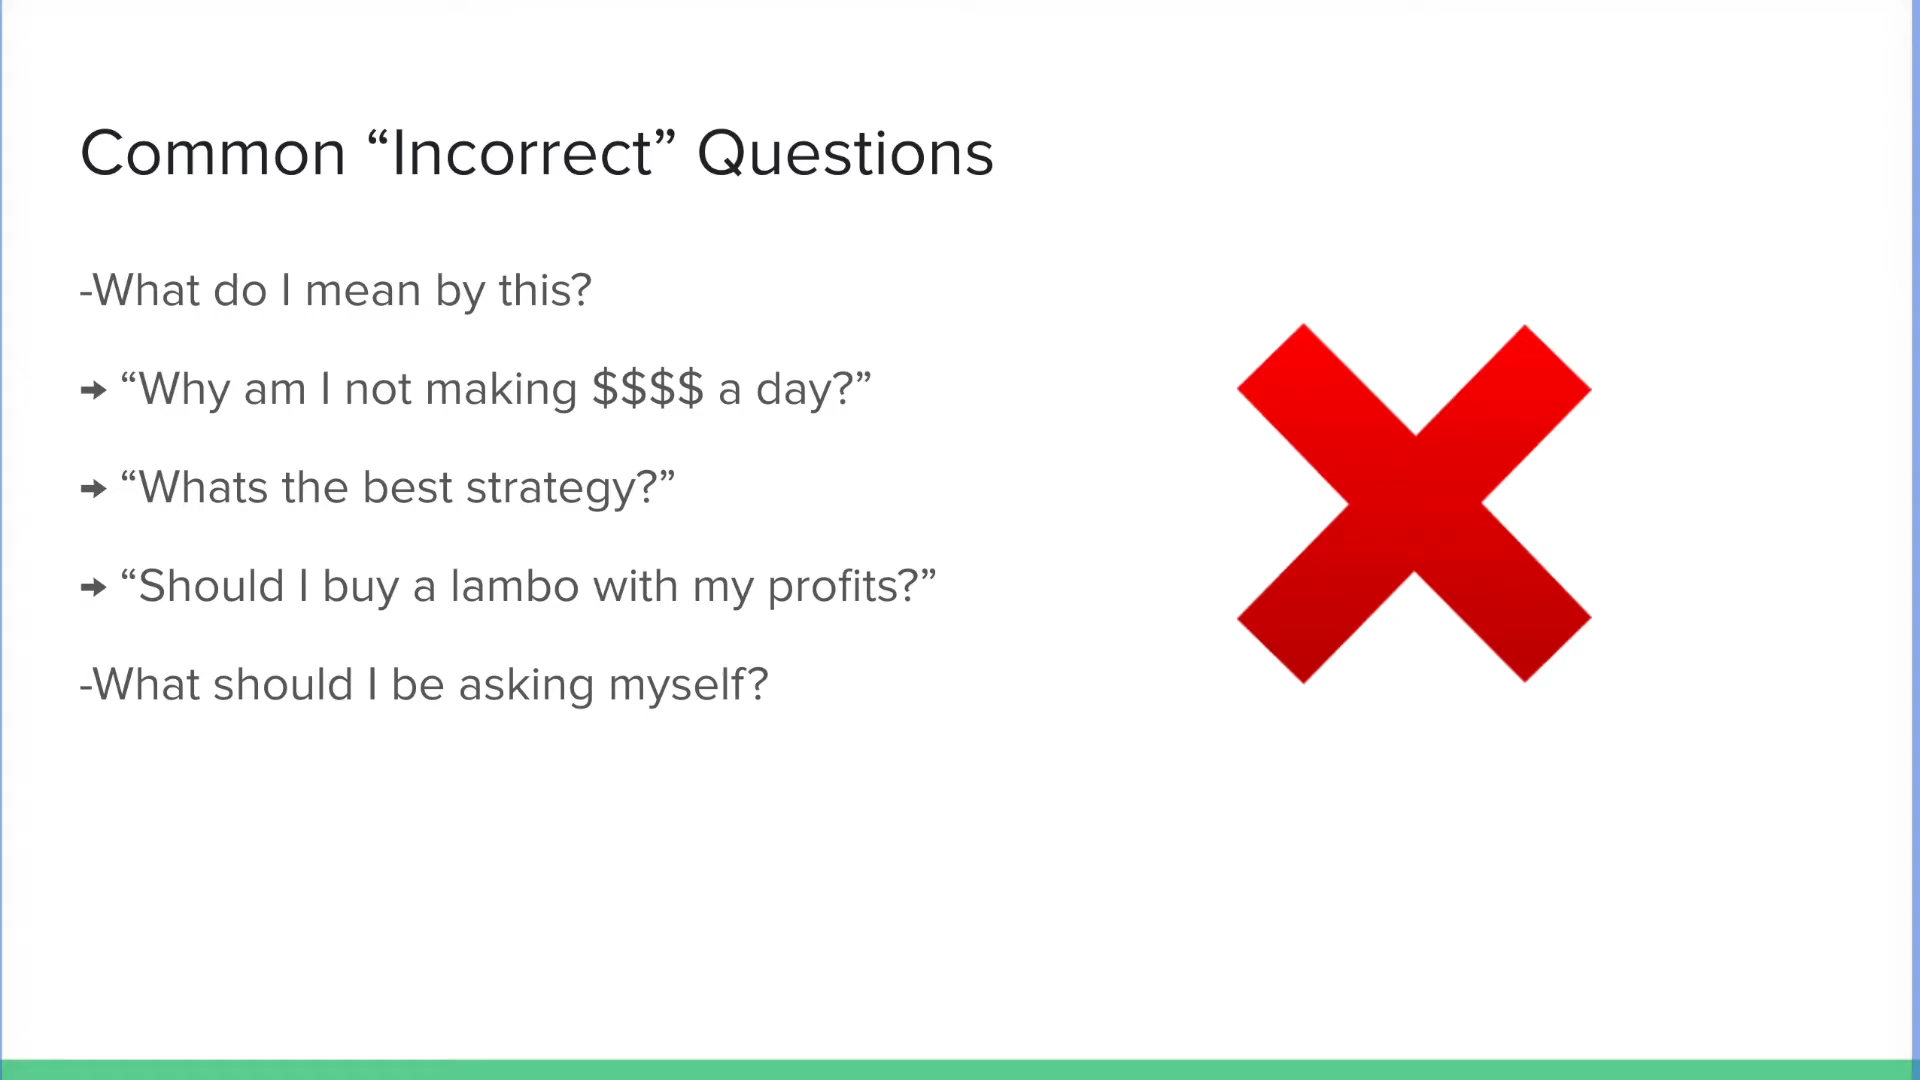 Common “Incorrect” Questions
-What do I mean by this?
➡ “Why am I not making $$$$ a day?”
➡ “Whats the best strategy?”
➡ “Should I buy a lambo with my profits?”
-What should I be asking myself?